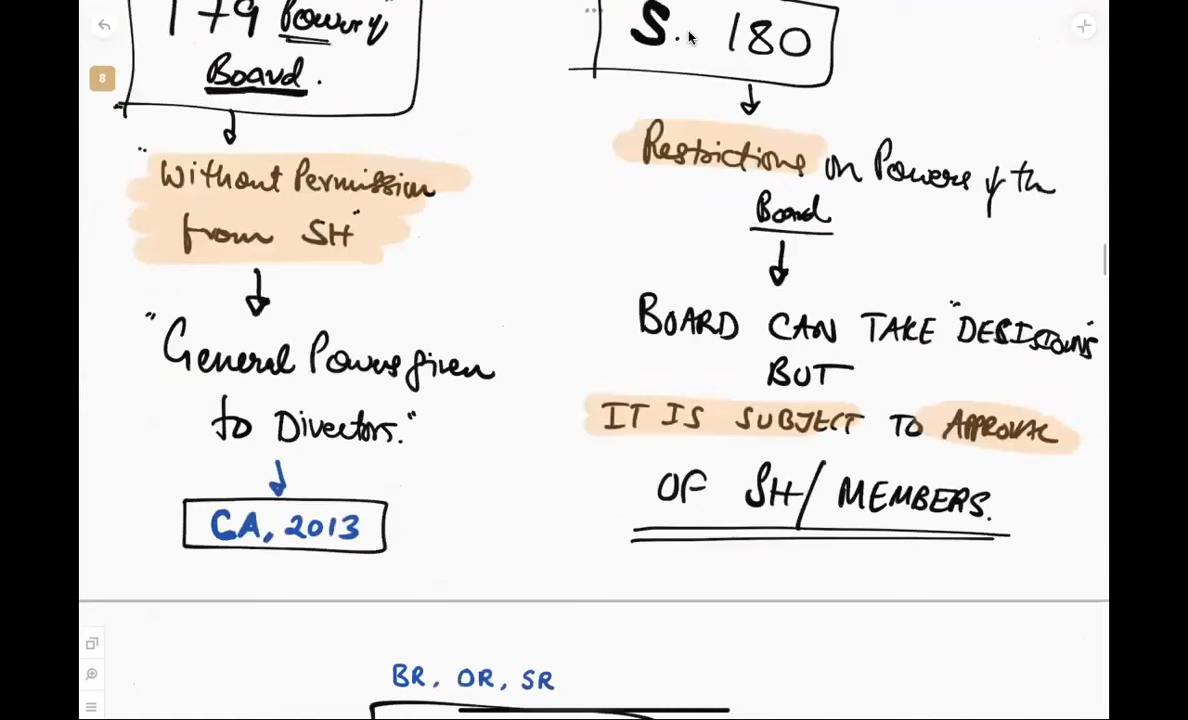 179 Powers of
Board.
"Without Permission
from SH"
"General Powers given
to Directors."
CA, 2013
S. 180
Restrictions on Powers of the
Board
BOARD CAN TAKE "DECISIONS"
BUT
IT IS SUBJECT TO APPROVAL
OF SH/ MEMBERS.
8
BR, OR, SR